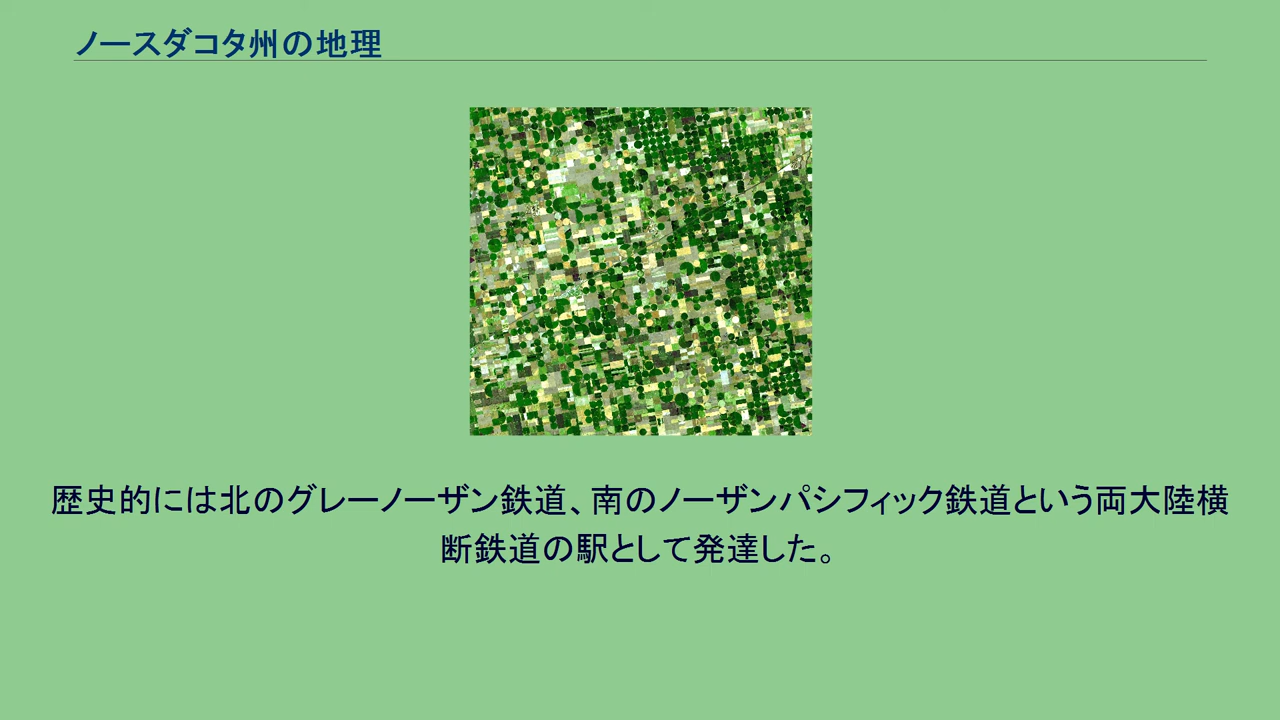 ノースダコタ州の地理
歴史的には北のグレーノーザン鉄道、南のノーザンパシフィック鉄道という両大陸横
断鉄道の駅として発達した。